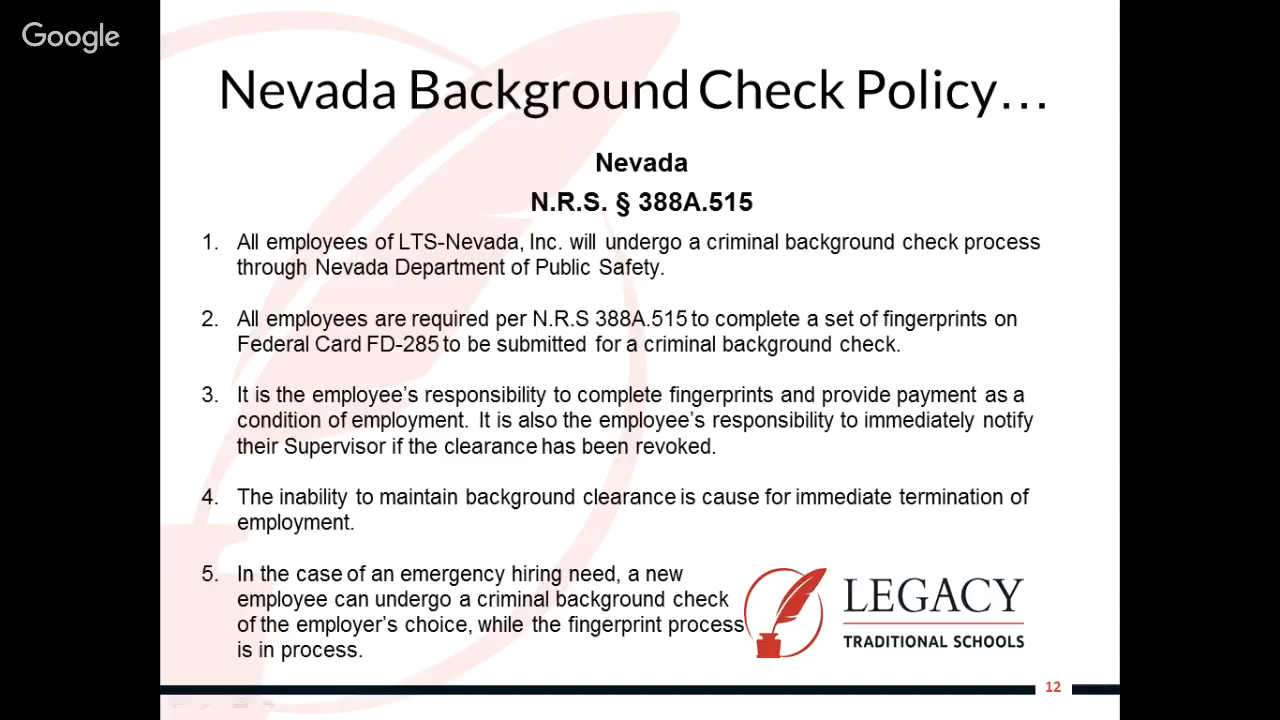 Google
Nevada Background Check Policy…
Nevada
N.R.S. § 388A.515
1. All employees of LTS-Nevada, Inc. will undergo a criminal background check process
through Nevada Department of Public Safety.
2. All employees are required per N.R.S 388A.515 to complete a set of fingerprints on
Federal Card FD-285 to be submitted for a criminal background check.
3. It is the employee’s responsibility to complete fingerprints and provide payment as a
condition of employment. It is also the employee’s responsibility to immediately notify
their Supervisor if the clearance has been revoked.
4. The inability to maintain background clearance is cause for immediate termination of
employment.
5. In the case of an emergency hiring need, a new
employee can undergo a criminal background check
of the employer’s choice, while the fingerprint process
is in process.
LEGACY
TRADITIONAL SCHOOLS
12